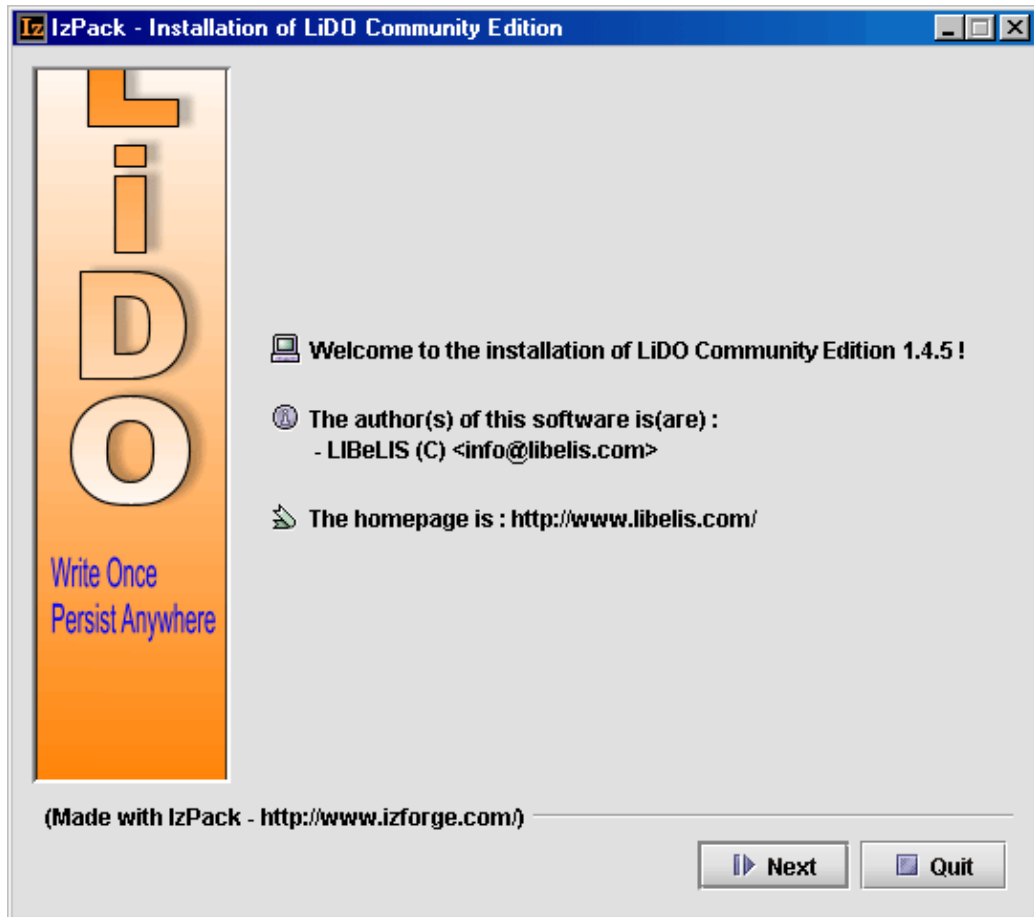 Iz IzPack - Installation of LiDO Community Edition
L
i
D
O
Write Once
Persist Anywhere
Welcome to the installation of LiDO Community Edition 1.4.5 !
The author(s) of this software is(are) :
- LIBeLIS (C) <info@libelis.com>
The homepage is : http://www.libelis.com/
(Made with IzPack - http://www.izforge.com/)
Next
Quit